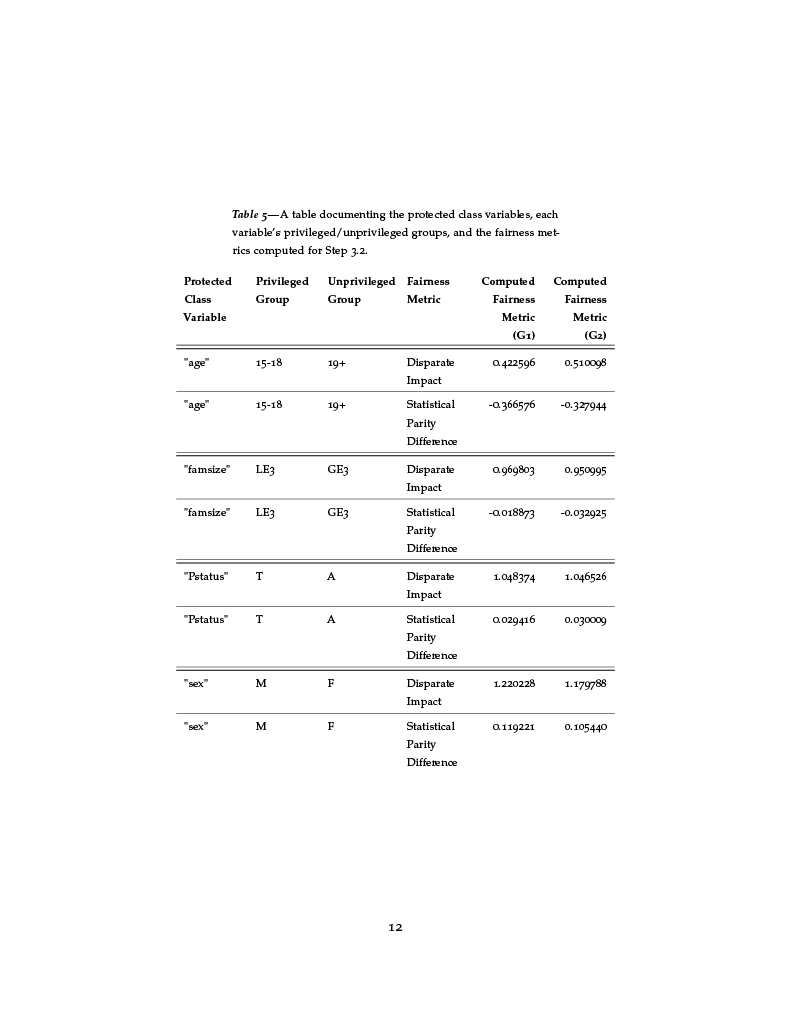 Table 5—A table documenting the protected class variables, each
variable's privileged/unprivileged groups, and the fairness met-
rics computed for Step 3.2.
Protected Privileged Unprivileged Fairness Computed Computed
Class Group Group Metric Fairness Fairness
Variable Metric Metric
(G1) (G2)
"age" 15-18 19+ Disparate 0.422596 0.510098
Impact
"age" 15-18 19+ Statistical -0.366576 -0.327944
Parity
Difference
"famsize" LE3 GE3 Disparate 0.969803 0.950995
Impact
"famsize" LE3 GE3 Statistical -0.018873 -0.032925
Parity
Difference
"Pstatus" T A Disparate 1.048374 1.046526
Impact
"Pstatus" T A Statistical 0.029416 0.030009
Parity
Difference
"sex" M F Disparate 1.220228 1.179788
Impact
"sex" M F Statistical 0.119221 0.105440
Parity
Difference
12